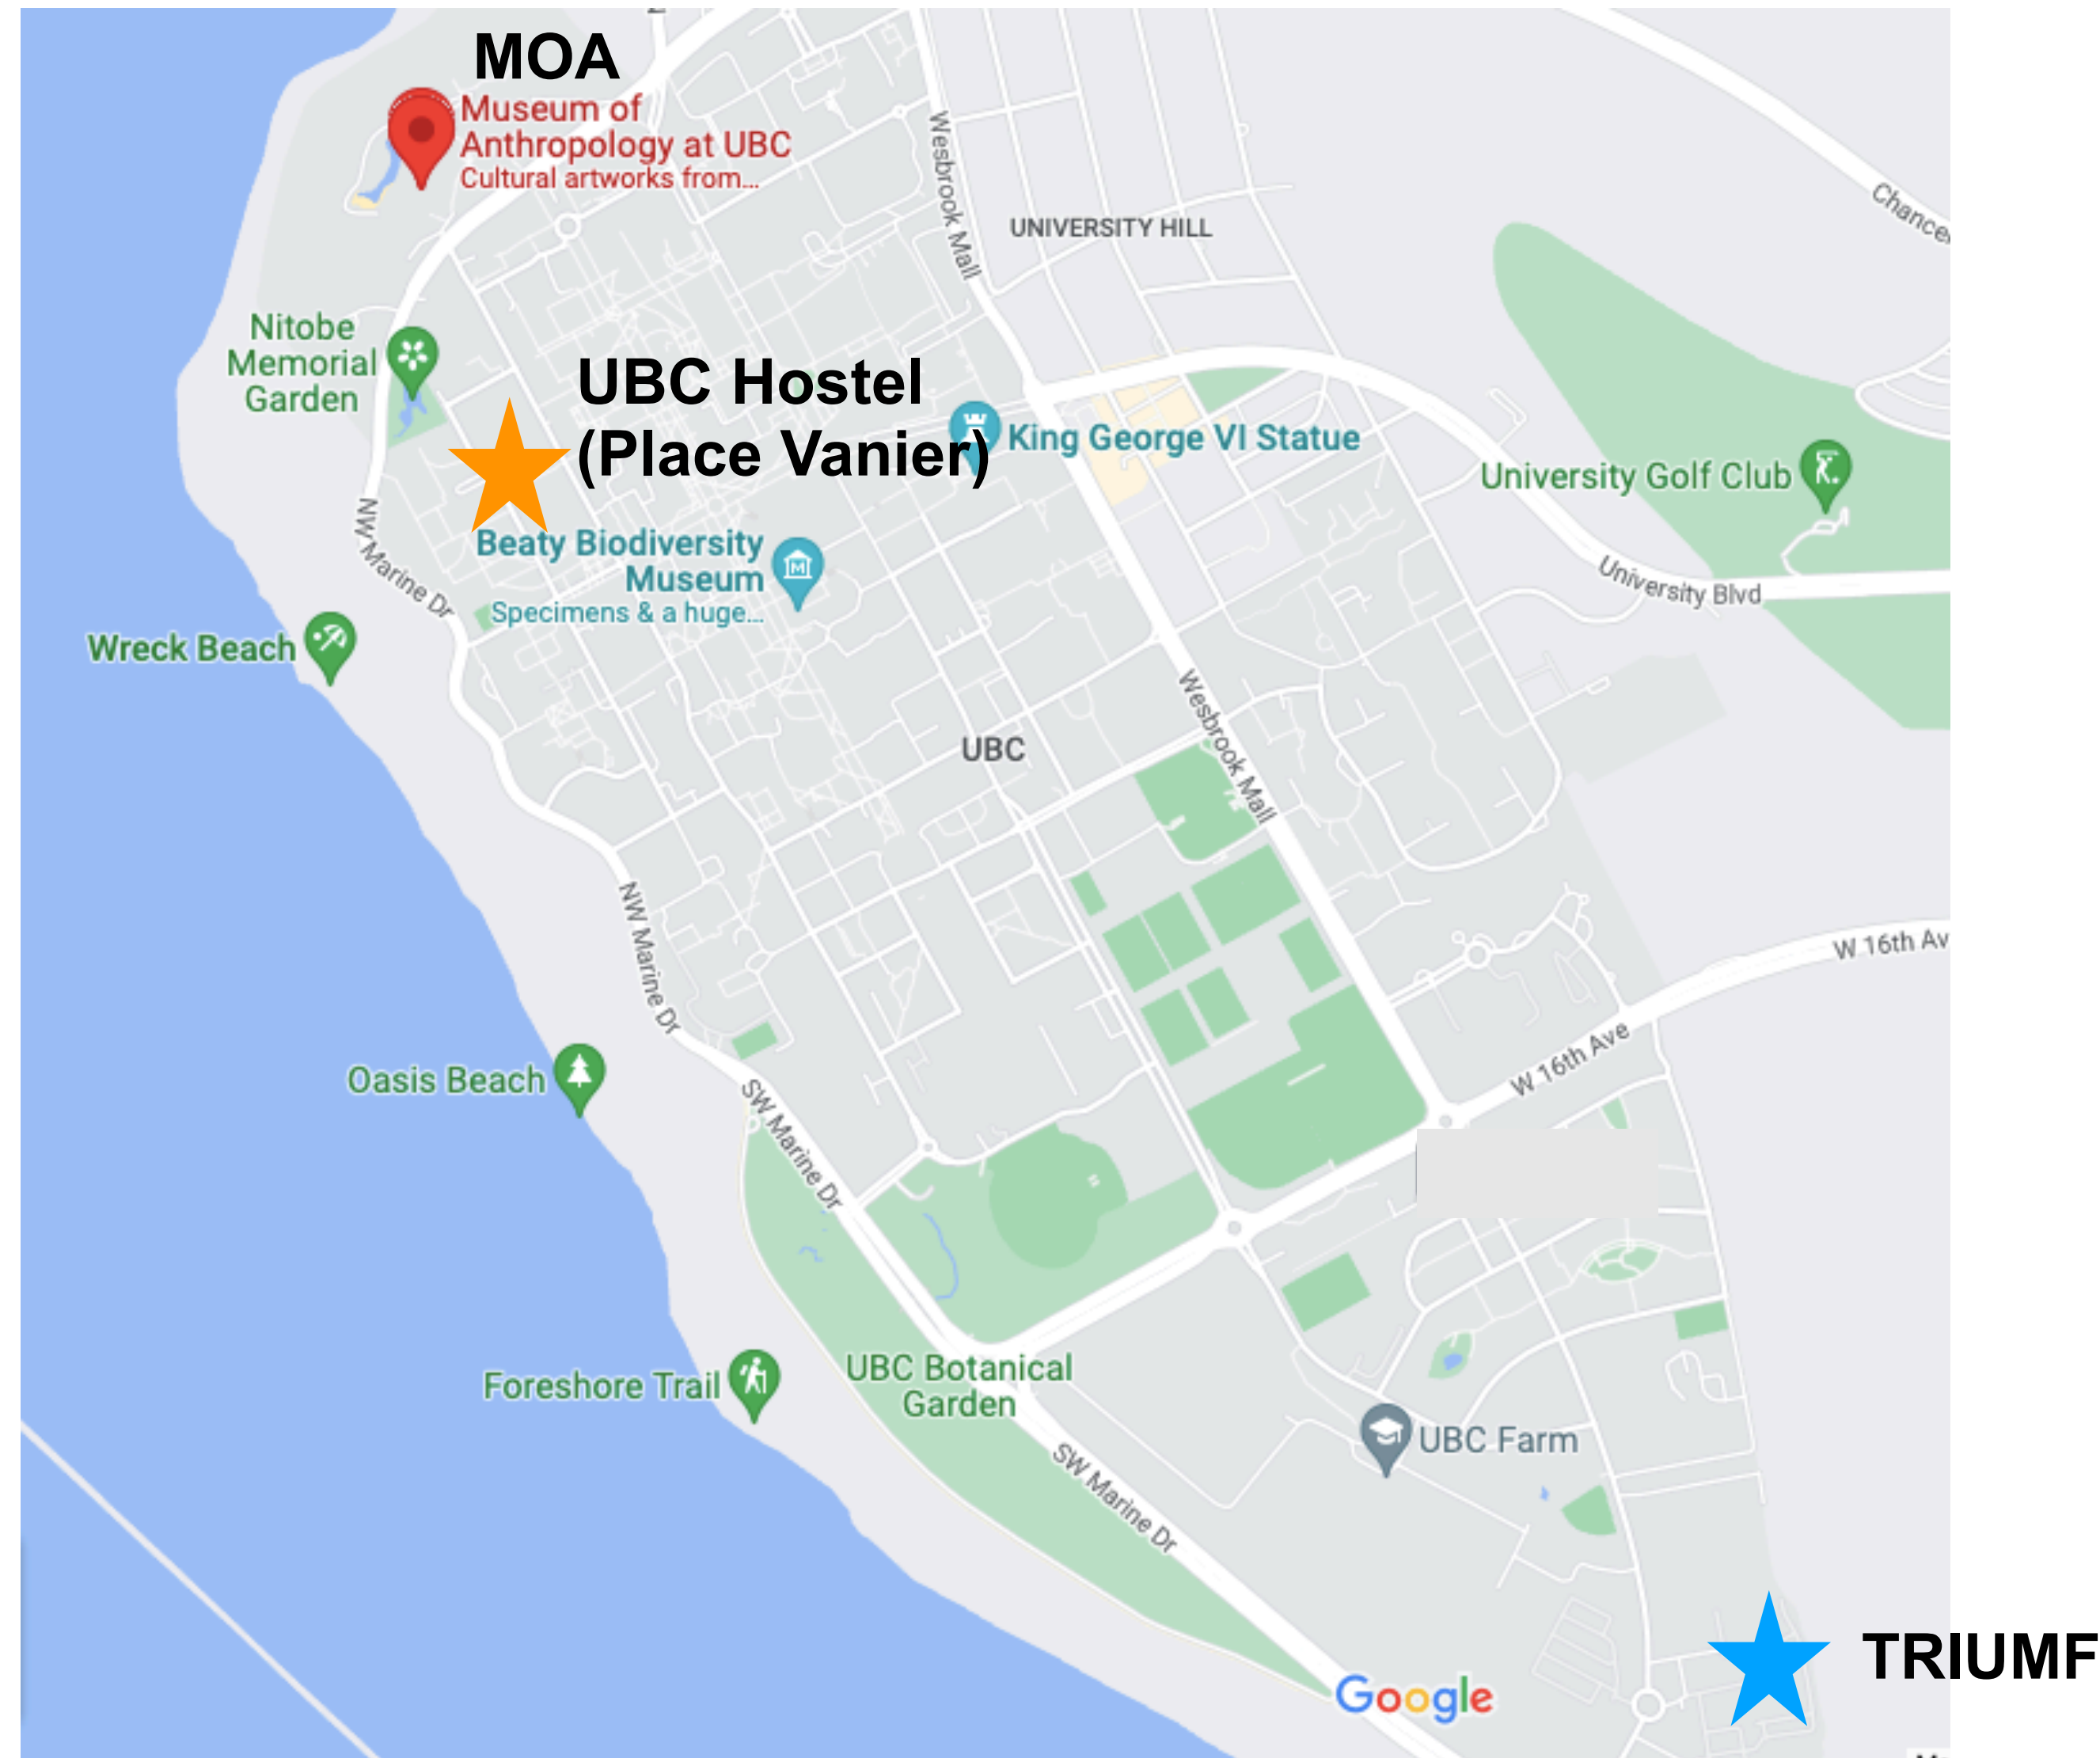 MOA
Museum of
Anthropology at UBC
Cultural artworks from...
Wesbrook Mall
UNIVERSITY HILL
Chance
Nitobe
Memorial
Garden
UBC Hostel
(Place Vanier)
King George VI Statue
University Golf Club
NW Marine Dr
Beaty Biodiversity
Museum
Specimens & a huge...
University Blvd
Wreck Beach
Wesbrook Mall
UBC
NW Marine Dr
W 16th Av
W 16th Ave
Oasis Beach
SW Marine Dr
Foreshore Trail
UBC Botanical
Garden
UBC Farm
SW Marine Dr
TRIUMF
Google